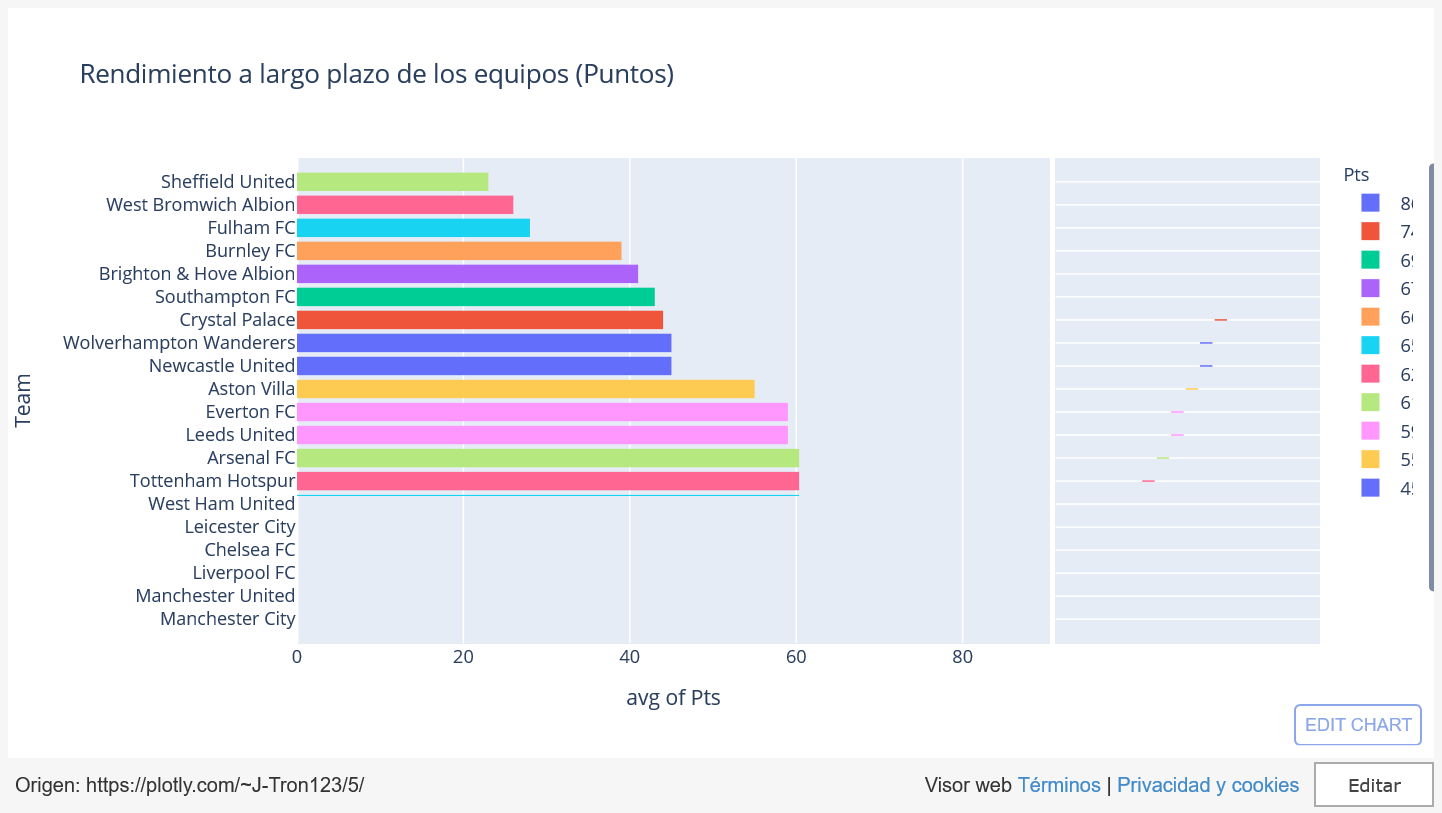 Rendimiento a largo plazo de los equipos (Puntos)
Sheffield United
West Bromwich Albion
Fulham FC
Burnley FC
Brighton & Hove Albion
Southampton FC
Crystal Palace
Wolverhampton Wanderers
Newcastle United
Aston Villa
Everton FC
Leeds United
Arsenal FC
Tottenham Hotspur
West Ham United
Leicester City
Chelsea FC
Liverpool FC
Manchester United
Manchester City
Team
0 20 40 60 80
avg of Pts
Pts
EDIT CHART
Origen: https://plotly.com/~J-Tron123/5/
Visor web Términos | Privacidad y cookies
Editar